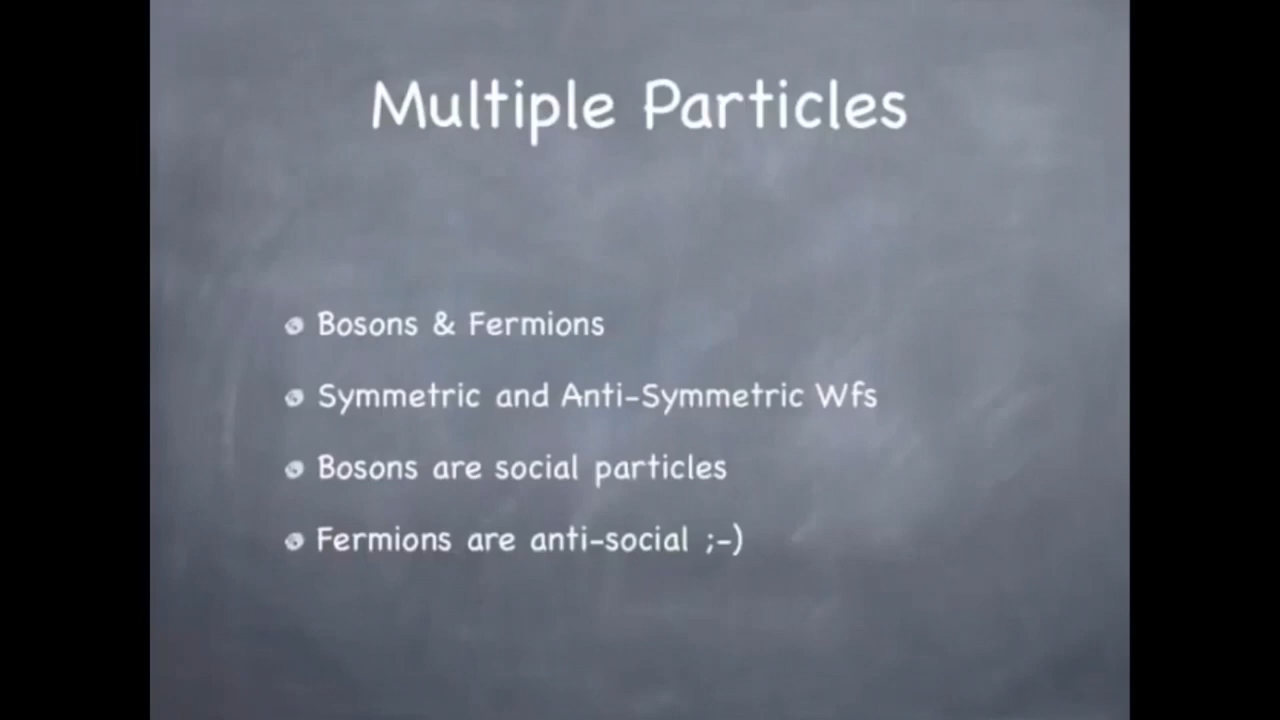 Multiple Particles
Bosons & Fermions
Symmetric and Anti-Symmetric Wfs
Bosons are social particles
Fermions are anti-social ;-)